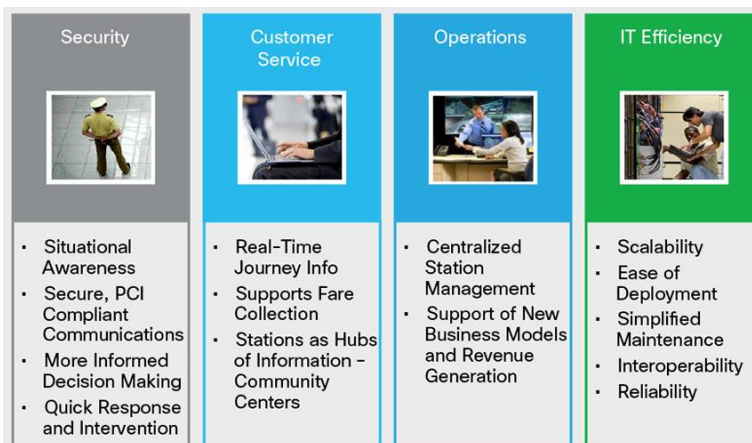 Security
Situational
Awareness
Secure, PCI
Compliant
Communications
More Informed
Decision Making
Quick Response
and Intervention
Customer
Service
Real-Time
Journey Info
Supports Fare
Collection
Stations as Hubs
of Information –
Community
Centers
Operations
Centralized
Station
Management
Support of New
Business Models
and Revenue
Generation
IT Efficiency
Scalability
Ease of
Deployment
Simplified
Maintenance
Interoperability
Reliability